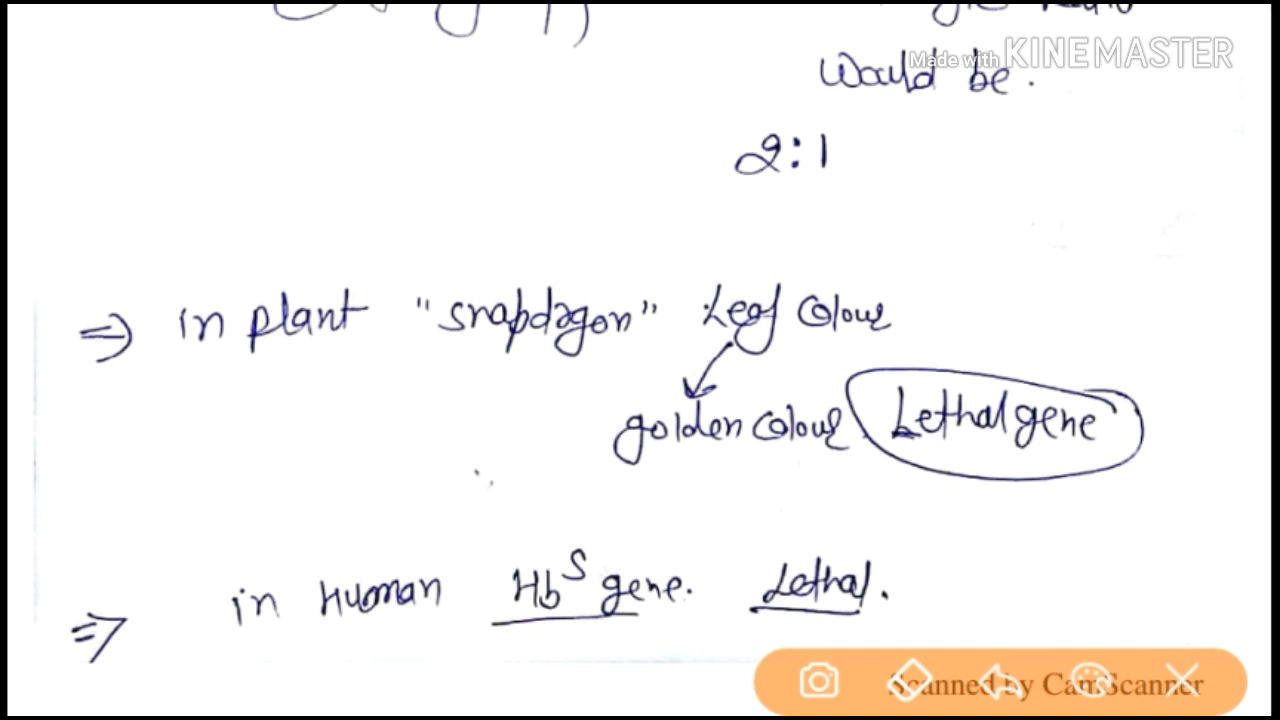 Would be.
Made with KINEMASTER
2:1
⇒ in plant "snapdragon" Leaf Colour
golden colour Lethal gene
⇒ in Human Hb^S gene. Lethal.
Scanned by CamScanner